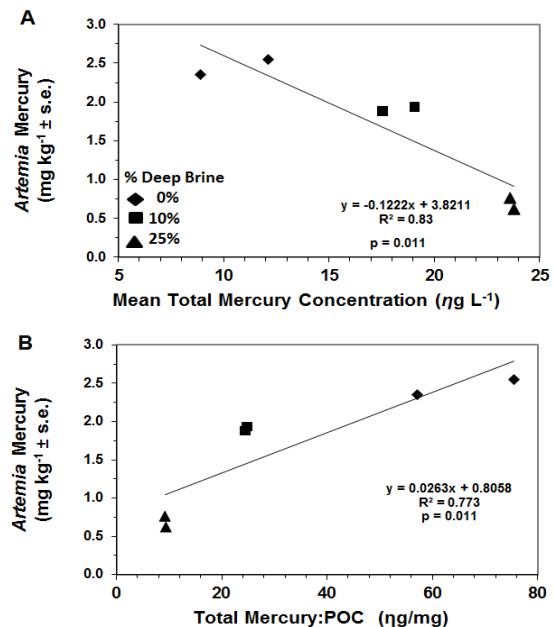 A
3.0
2.5
2.0
1.5
1.0
0.5
0.0
Artemia Mercury
(mg kg⁻¹ ± s.e.)
% Deep Brine
0%
10%
25%
y = -0.1222x + 3.8211
R² = 0.83
p = 0.011
5 10 15 20 25
Mean Total Mercury Concentration (ηg L⁻¹)
B
3.0
2.5
2.0
1.5
1.0
0.5
0.0
Artemia Mercury
(mg kg⁻¹ ± s.e.)
y = 0.0263x + 0.8058
R² = 0.773
p = 0.011
0 20 40 60 80
Total Mercury:POC (ηg/mg)